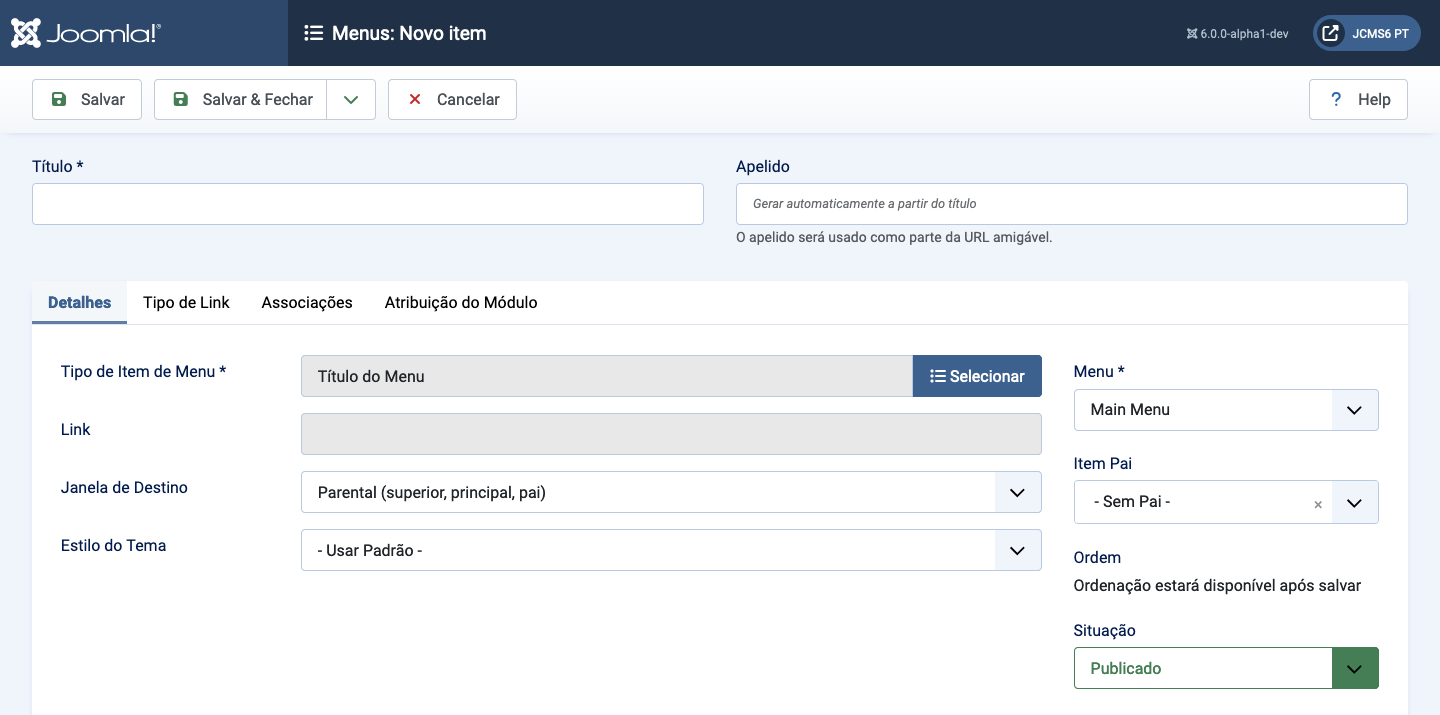 Joomla!®
Menus: Novo item
6.0.0-alpha1-dev
JCMS6 PT
Salvar
Salvar & Fechar
Cancelar
? Help
Título *
Apelido
Gerar automaticamente a partir do título
O apelido será usado como parte da URL amigável.
Detalhes Tipo de Link Associações Atribuição do Módulo
Tipo de Item de Menu *
Título do Menu
Selecionar
Link
Janela de Destino
Parental (superior, principal, pai)
Estilo do Tema
- Usar Padrão -
Menu *
Main Menu
Item Pai
- Sem Pai - ×
Ordem
Ordenação estará disponível após salvar
Situação
Publicado